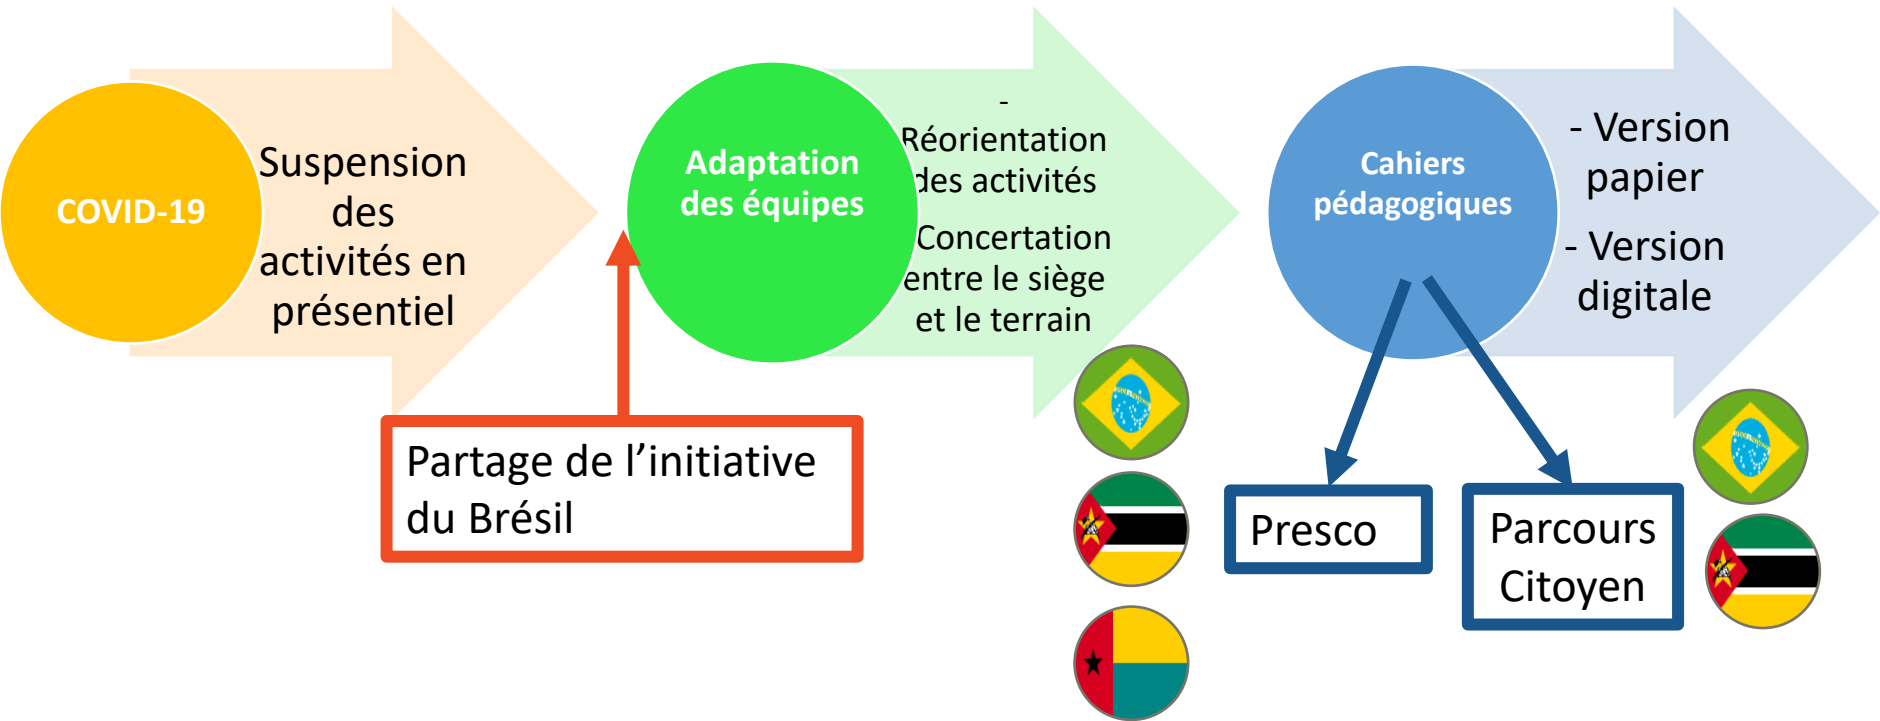 COVID-19
Suspension
des
activités en
présentiel
Partage de l’initiative
du Brésil
Adaptation
des équipes
-
Réorientation
des activités
Concertation
entre le siège
et le terrain
Cahiers
pédagogiques
- Version
papier
- Version
digitale
Presco
Parcours
Citoyen